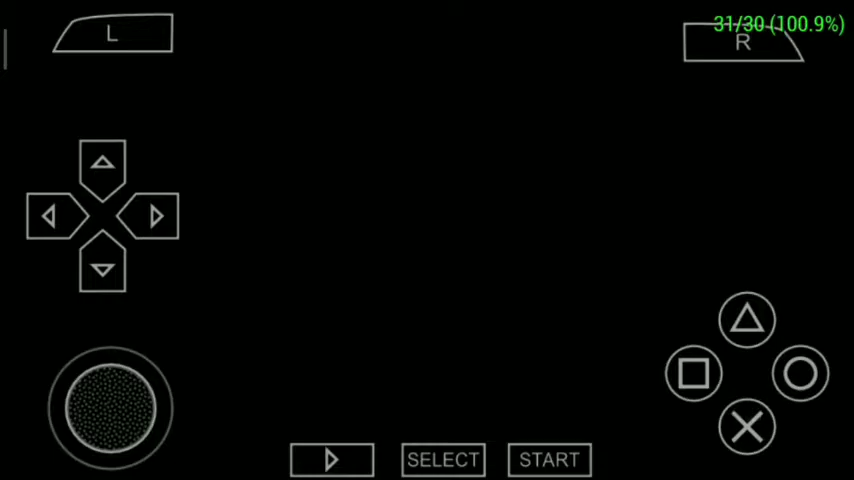 L
31/30 (100.9%)
R
SELECT
START